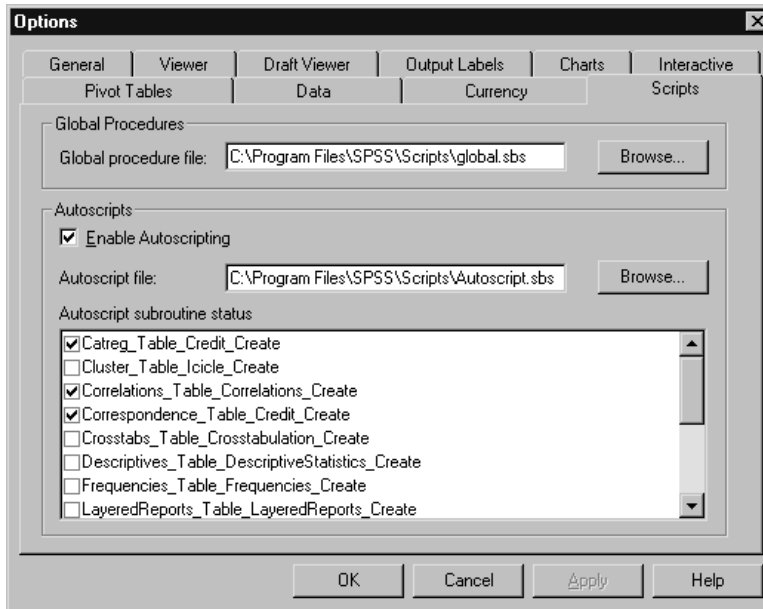 Options
General Viewer Draft Viewer Output Labels Charts Interactive
Pivot Tables Data Currency Scripts
Global Procedures
Global procedure file: C:\Program Files\SPSS\Scripts\global.sbs Browse...
Autoscripts
Enable Autoscripting
Autoscript file: C:\Program Files\SPSS\Scripts\Autoscript.sbs Browse...
Autoscript subroutine status
Catreg_Table_Credit_Create
Cluster_Table_Icicle_Create
Correlations_Table_Correlations_Create
Correspondence_Table_Credit_Create
Crosstabs_Table_Crosstabulation_Create
Descriptives_Table_DescriptiveStatistics_Create
Frequencies_Table_Frequencies_Create
LayeredReports_Table_LayeredReports_Create
OK Cancel Apply Help